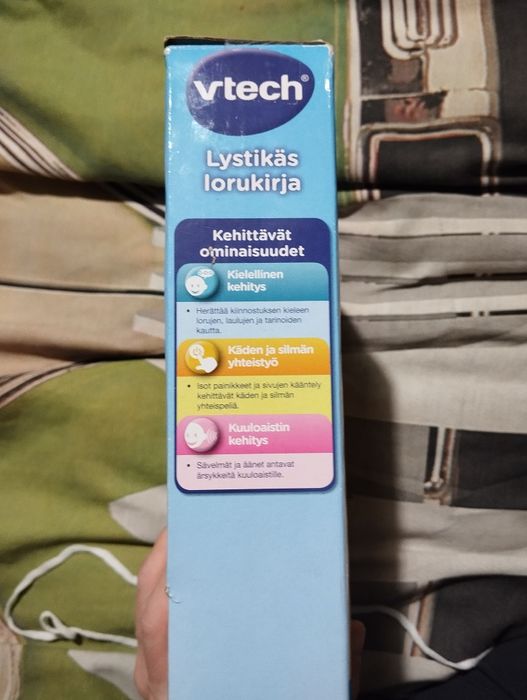 vtech®
Lystikäs
lorukirja
Kehittävät
ominaisuudet
Kielellinen
kehitys
• Herättää kiinnostuksen kieleen
lorujen, laulujen ja tarinoiden
kautta.
Käden ja silmän
yhteistyö
• Isot painikkeet ja sivujen kääntely
kehittävät käden ja silmän
yhteispeliä.
Kuuloaistin
kehitys
• Sävelmät ja äänet antavat
ärsykkeitä kuuloaistille.